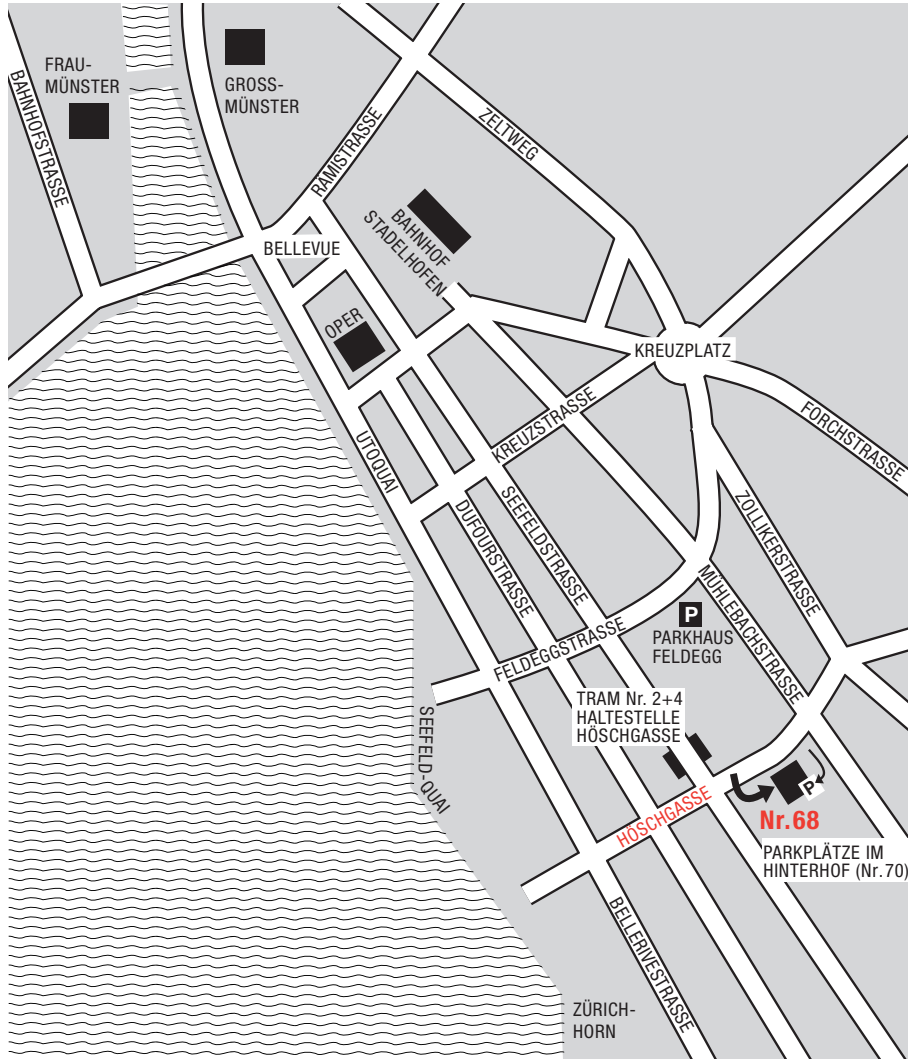 FRAU-
MÜNSTER
GROSS-
MÜNSTER
BAHNHOFSTRASSE
RAMISTRASSE
ZELTWEG
BAHNHOF
STADELHOFEN
BELLEVUE
OPER
KREUZPLATZ
FORCHSTRASSE
UTOQUAI
KREUZSTRASSE
DUFOURSTRASSE
SEEFELDSTRASSE
ZOLLIKERSTRASSE
MÜHLEBACHSTRASSE
P
PARKHAUS
FELDEGG
FELDEGGSTRASSE
SEEFELD-QUAI
TRAM Nr. 2+4
HALTESTELLE
HÖSCHGASSE
HÖSCHGASSE
P
Nr.68
PARKPLÄTZE IM
HINTERHOF (Nr.70)
BELLERIVESTRASSE
ZÜRICH-
HORN